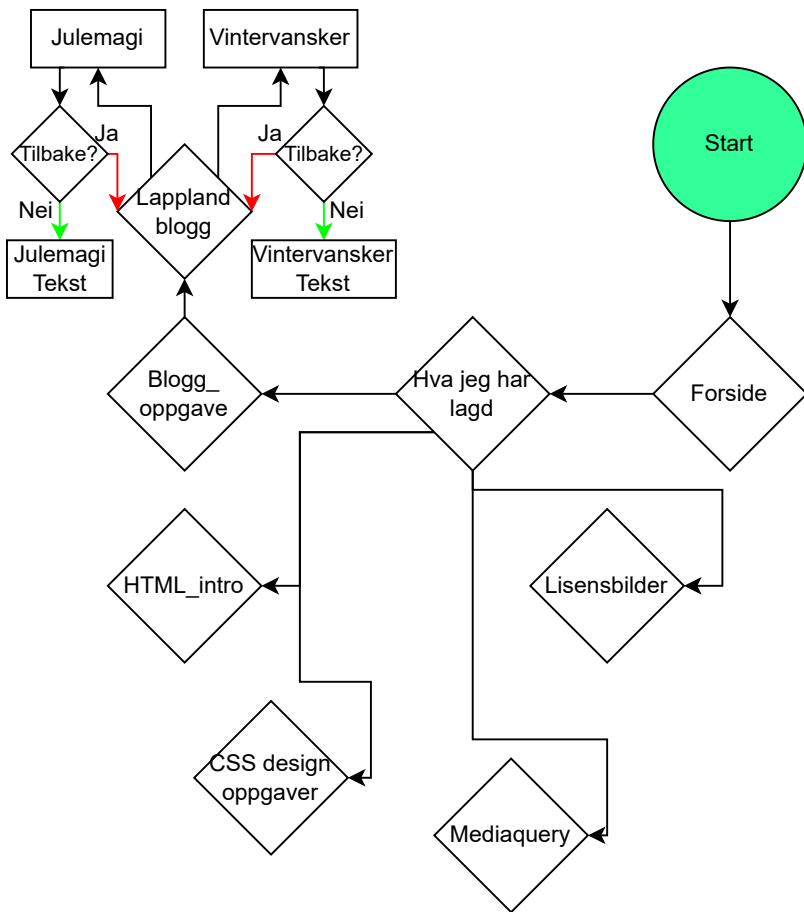 Julemagi
Vintervansker
Start
Tilbake?
Ja
Ja
Tilbake?
Lappland
blogg
Nei
Nei
Julemagi
Tekst
Vintervansker
Tekst
Blogg_
oppgave
Hva jeg har
lagd
Forside
HTML_intro
Lisensbilder
CSS design
oppgaver
Mediaquery